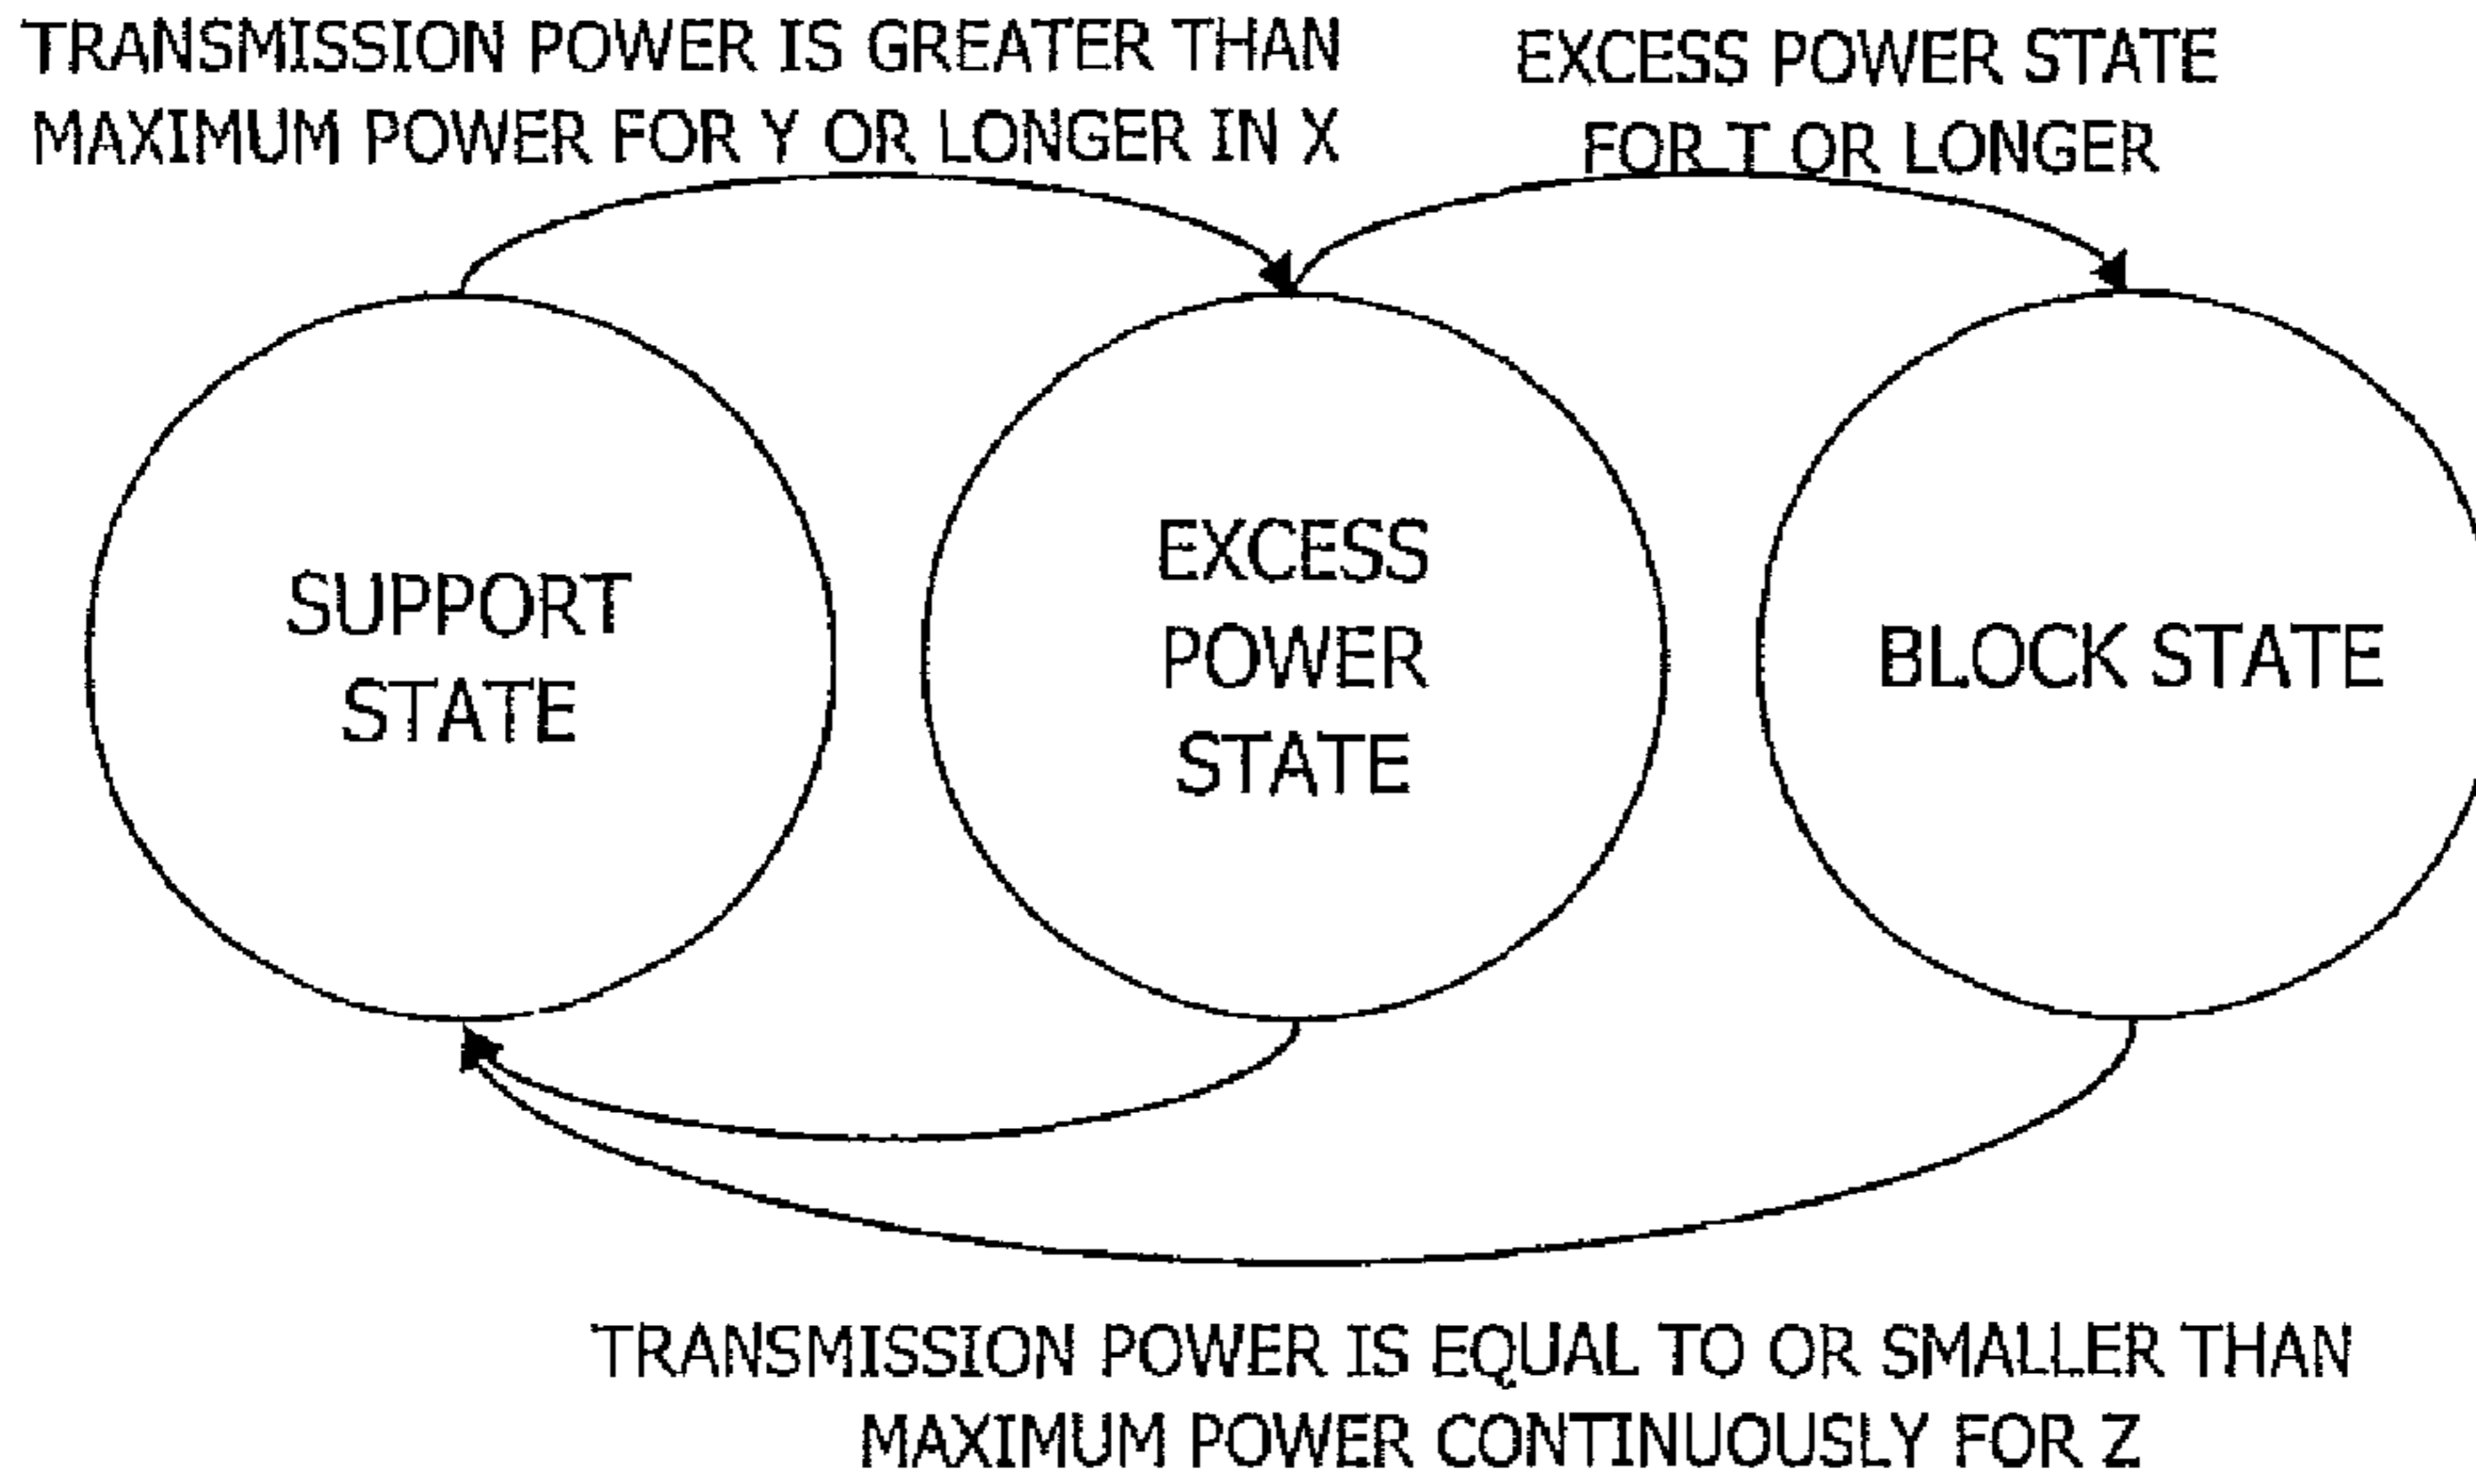 TRANSMISSION POWER IS GREATER THAN
MAXIMUM POWER FOR Y OR LONGER IN X
EXCESS POWER STATE
FOR T OR LONGER
SUPPORT
STATE
EXCESS
POWER
STATE
BLOCK STATE
TRANSMISSION POWER IS EQUAL TO OR SMALLER THAN
MAXIMUM POWER CONTINUOUSLY FOR Z